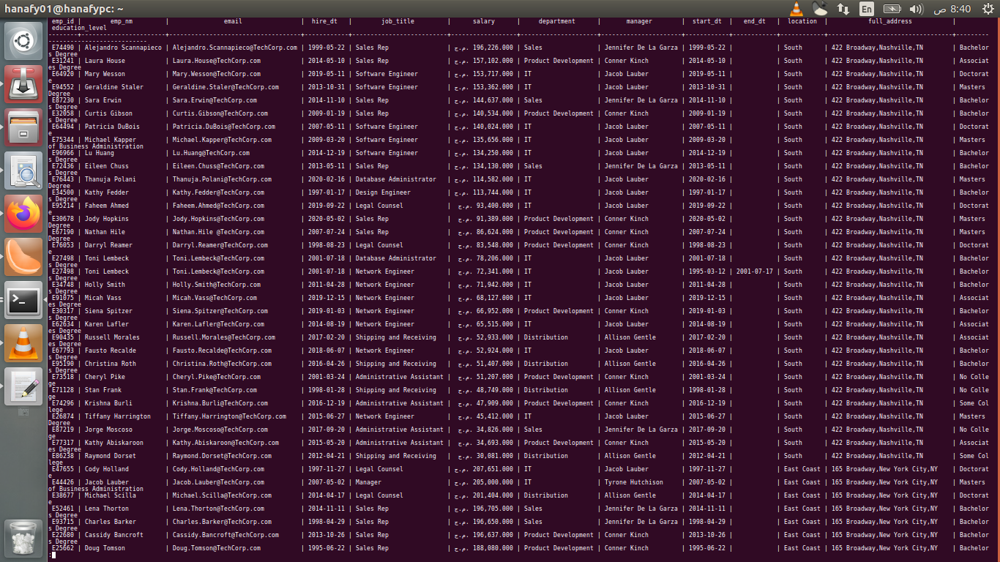 hanafy01@hanafypc: ~ En 8:40 ص
emp_id | emp_nm | email | hire_dt | job_title | salary | department | manager | start_dt | end_dt | location | full_address |
education_level
E74490 | Alejandro Scannapieco | Alejandro.Scannapieco@TechCorp.com | 1999-05-22 | Sales Rep | ج.م. 196,226.000 | Sales | Jennifer De La Garza | 1999-05-22 | | South | 422 Broadway,Nashville,TN | Bachelor
s Degree
E31241 | Laura House | Laura.House@TechCorp.com | 2014-05-10 | Sales Rep | ج.م. 157,102.000 | Product Development | Conner Kinch | 2014-05-10 | | South | 422 Broadway,Nashville,TN | Associat
es Degree
E64920 | Mary Wesson | Mary.Wesson@TechCorp.com | 2019-05-11 | Software Engineer | ج.م. 153,717.000 | IT | Jacob Lauber | 2019-05-11 | | South | 422 Broadway,Nashville,TN | Doctorat
e
E94552 | Geraldine Staler | Geraldine.Staler@TechCorp.com | 2013-10-31 | Software Engineer | ج.م. 153,362.000 | IT | Jacob Lauber | 2013-10-31 | | South | 422 Broadway,Nashville,TN | Masters
Degree
E87230 | Sara Erwin | Sara.Erwin@TechCorp.com | 2014-11-10 | Sales Rep | ج.م. 144,637.000 | Sales | Jennifer De La Garza | 2014-11-10 | | South | 422 Broadway,Nashville,TN | Bachelor
s Degree
E32058 | Curtis Gibson | Curtis.Gibson@TechCorp.com | 2009-01-19 | Sales Rep | ج.م. 140,534.000 | Product Development | Conner Kinch | 2009-01-19 | | South | 422 Broadway,Nashville,TN | Bachelor
s Degree
E64494 | Patricia DuBois | Patricia.DuBois@TechCorp.com | 2007-05-11 | Software Engineer | ج.م. 140,024.000 | IT | Jacob Lauber | 2007-05-11 | | South | 422 Broadway,Nashville,TN | Doctorat
e
E75344 | Michael Kapper | Michael.Kapper@TechCorp.com | 2009-03-20 | Software Engineer | ج.م. 135,656.000 | IT | Jacob Lauber | 2009-03-20 | | South | 422 Broadway,Nashville,TN | Masters
of Business Administration
E96966 | Lu Huang | Lu.Huang@TechCorp.com | 2014-12-19 | Software Engineer | ج.م. 134,250.000 | IT | Jacob Lauber | 2014-12-19 | | South | 422 Broadway,Nashville,TN | Bachelor
s Degree
E72436 | Eileen Chuss | Eileen.Chuss@TechCorp.com | 2013-05-11 | Sales Rep | ج.م. 134,130.000 | Sales | Jennifer De La Garza | 2013-05-11 | | South | 422 Broadway,Nashville,TN | Bachelor
s Degree
E76443 | Thanuja Polani | Thanuja.Polani@TechCorp.com | 2020-02-16 | Database Administrator | ج.م. 114,582.000 | IT | Jacob Lauber | 2020-02-16 | | South | 422 Broadway,Nashville,TN | Masters
Degree
E34500 | Kathy Fedder | Kathy.Fedder@TechCorp.com | 1997-01-17 | Design Engineer | ج.م. 113,744.000 | IT | Jacob Lauber | 1997-01-17 | | South | 422 Broadway,Nashville,TN | Bachelor
s Degree
E95214 | Faheem Ahmed | Faheem.Ahmed@TechCorp.com | 2019-09-22 | Legal Counsel | ج.م. 93,400.000 | IT | Jacob Lauber | 2019-09-22 | | South | 422 Broadway,Nashville,TN | Doctorat
e
E30678 | Jody Hopkins | Jody.Hopkins@TechCorp.com | 2020-05-02 | Sales Rep | ج.م. 91,389.000 | Product Development | Conner Kinch | 2020-05-02 | | South | 422 Broadway,Nashville,TN | Masters
Degree
E67190 | Nathan Hile | Nathan.Hile @TechCorp.com | 2007-07-24 | Sales Rep | ج.م. 86,624.000 | Product Development | Conner Kinch | 2007-07-24 | | South | 422 Broadway,Nashville,TN | Masters
Degree
E76053 | Darryl Reamer | Darryl.Reamer@TechCorp.com | 1998-08-23 | Legal Counsel | ج.م. 83,548.000 | Product Development | Conner Kinch | 1998-08-23 | | South | 422 Broadway,Nashville,TN | Doctorat
e
E27498 | Toni Lembeck | Toni.Lembeck@TechCorp.com | 2001-07-18 | Database Administrator | ج.م. 78,206.000 | IT | Jacob Lauber | 2001-07-18 | | South | 422 Broadway,Nashville,TN | Bachelor
s Degree
E27498 | Toni Lembeck | Toni.Lembeck@TechCorp.com | 2001-07-18 | Network Engineer | ج.م. 72,341.000 | IT | Jacob Lauber | 1995-03-12 | 2001-07-17 | South | 422 Broadway,Nashville,TN | Bachelor
s Degree
E34748 | Holly Smith | Holly.Smith@TechCorp.com | 2011-04-28 | Network Engineer | ج.م. 71,942.000 | IT | Jacob Lauber | 2011-04-28 | | South | 422 Broadway,Nashville,TN | Bachelor
s Degree
E91075 | Micah Vass | Micah.Vass@TechCorp.com | 2019-12-15 | Network Engineer | ج.م. 68,127.000 | IT | Jacob Lauber | 2019-12-15 | | South | 422 Broadway,Nashville,TN | Associat
es Degree
E30317 | Siena Spitzer | Siena.Spitzer@TechCorp.com | 2019-01-03 | Network Engineer | ج.م. 66,952.000 | IT | Jacob Lauber | 2019-01-03 | | South | 422 Broadway,Nashville,TN | Bachelor
s Degree
E62634 | Karen Lafler | Karen.Lafler@TechCorp.com | 2014-08-19 | Network Engineer | ج.م. 65,515.000 | IT | Jacob Lauber | 2014-08-19 | | South | 422 Broadway,Nashville,TN | Associat
es Degree
E90435 | Russell Morales | Russell.Morales@TechCorp.com | 2017-02-20 | Shipping and Receiving | ج.م. 52,933.000 | Distribution | Allison Gentle | 2017-02-20 | | South | 422 Broadway,Nashville,TN | Associat
es Degree
E67793 | Fausto Recalde | Fausto.Recalde@TechCorp.com | 2018-06-07 | Network Engineer | ج.م. 52,924.000 | IT | Jacob Lauber | 2018-06-07 | | South | 422 Broadway,Nashville,TN | Bachelor
s Degree
E95190 | Christina Roth | Christina.Roth@TechCorp.com | 2016-04-26 | Shipping and Receiving | ج.م. 51,407.000 | Distribution | Allison Gentle | 2016-04-26 | | South | 422 Broadway,Nashville,TN | Bachelor
s Degree
E73518 | Cheryl Pike | Cheryl.Pike@TechCorp.com | 2001-03-24 | Administrative Assistant | ج.م. 51,207.000 | Product Development | Conner Kinch | 2001-03-24 | | South | 422 Broadway,Nashville,TN | No Colle
ge
E71128 | Stan Frank | Stan.Frank@TechCorp.com | 1998-01-28 | Shipping and Receiving | ج.م. 48,749.000 | Distribution | Allison Gentle | 1998-01-28 | | South | 422 Broadway,Nashville,TN | No Colle
ge
E74296 | Krishna Burli | Krishna.Burli@TechCorp.com | 2016-12-19 | Administrative Assistant | ج.م. 47,909.000 | Product Development | Conner Kinch | 2016-12-19 | | South | 422 Broadway,Nashville,TN | Some Col
lege
E26874 | Tiffany Harrington | Tiffany.Harrington@TechCorp.com | 2015-06-27 | Network Engineer | ج.م. 45,412.000 | IT | Jacob Lauber | 2015-06-27 | | South | 422 Broadway,Nashville,TN | Masters
Degree
E87219 | Jorge Moscoso | Jorge.Moscoso@TechCorp.com | 2017-09-20 | Administrative Assistant | ج.م. 34,826.000 | Sales | Jennifer De La Garza | 2017-09-20 | | South | 422 Broadway,Nashville,TN | No Colle
ge
E77317 | Kathy Abiskaroon | Kathy.Abiskaroon@TechCorp.com | 2015-05-20 | Administrative Assistant | ج.م. 34,693.000 | Product Development | Conner Kinch | 2015-05-20 | | South | 422 Broadway,Nashville,TN | Associat
es Degree
E86238 | Raymond Dorset | Raymond.Dorset@TechCorp.com | 2012-04-21 | Shipping and Receiving | ج.م. 30,081.000 | Distribution | Allison Gentle | 2012-04-21 | | South | 422 Broadway,Nashville,TN | Some Col
lege
E47655 | Cody Holland | Cody.Holland@TechCorp.com | 1997-11-27 | Legal Counsel | ج.م. 207,651.000 | IT | Jacob Lauber | 1997-11-27 | | East Coast | 165 Broadway,New York City,NY | Doctorat
e
E44426 | Jacob Lauber | Jacob.Lauber@TechCorp.com | 2007-05-02 | Manager | ج.م. 205,000.000 | IT | Tyrone Hutchison | 2007-05-02 | | East Coast | 165 Broadway,New York City,NY | Masters
of Business Administration
E38677 | Michael Scilla | Michael.Scilla@TechCorp.com | 2014-04-17 | Legal Counsel | ج.م. 201,404.000 | Distribution | Allison Gentle | 2014-04-17 | | East Coast | 165 Broadway,New York City,NY | Doctorat
e
E52461 | Lena Thorton | Lena.Thorton@TechCorp.com | 2014-11-11 | Sales Rep | ج.م. 196,705.000 | Sales | Jennifer De La Garza | 2014-11-11 | | East Coast | 165 Broadway,New York City,NY | Bachelor
s Degree
E93715 | Charles Barker | Charles.Barker@TechCorp.com | 1998-04-29 | Sales Rep | ج.م. 196,650.000 | Sales | Jennifer De La Garza | 1998-04-29 | | East Coast | 165 Broadway,New York City,NY | Bachelor
s Degree
E22680 | Cassidy Bancroft | Cassidy.Bancroft@TechCorp.com | 2013-10-26 | Sales Rep | ج.م. 196,637.000 | Product Development | Conner Kinch | 2013-10-26 | | East Coast | 165 Broadway,New York City,NY | Bachelor
s Degree
E25662 | Doug Tomson | Doug.Tomson@TechCorp.com | 1995-06-22 | Sales Rep | ج.م. 188,080.000 | Product Development | Conner Kinch | 1995-06-22 | | East Coast | 165 Broadway,New York City,NY | Bachelor
: